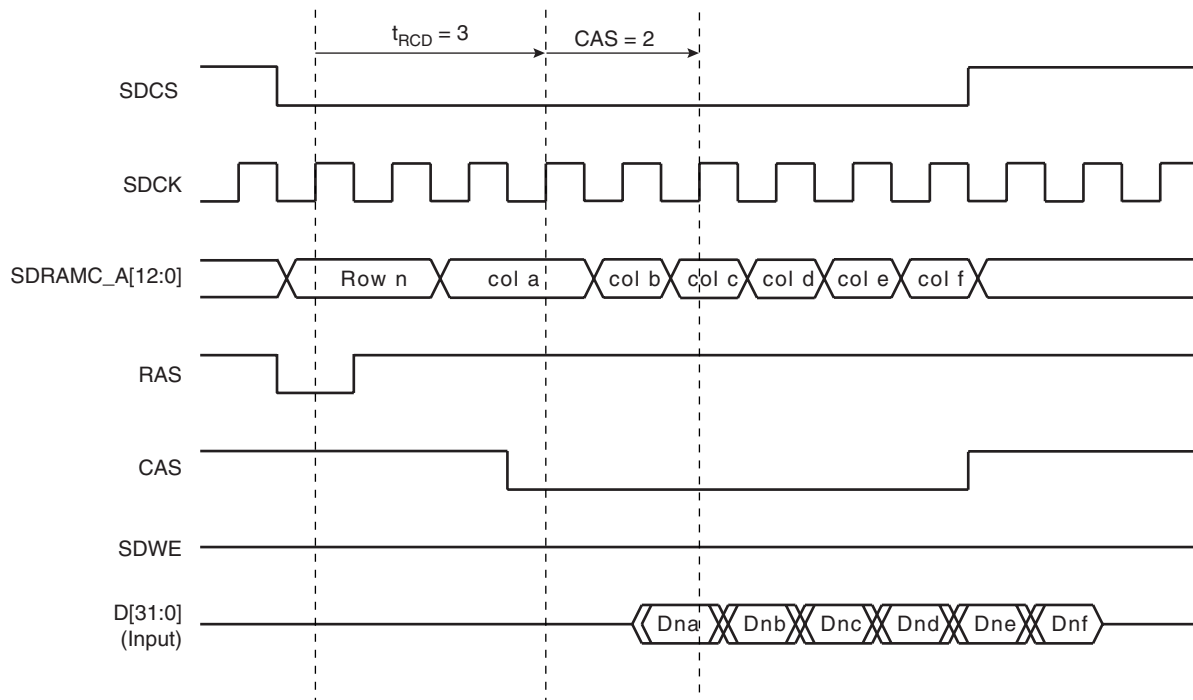 t_RCD = 3 CAS = 2
SDCS
SDCK
SDRAMC_A[12:0] Row n col a col b col c col d col e col f
RAS
CAS
SDWE
D[31:0]
(Input) Dna Dnb Dnc Dnd Dne Dnf